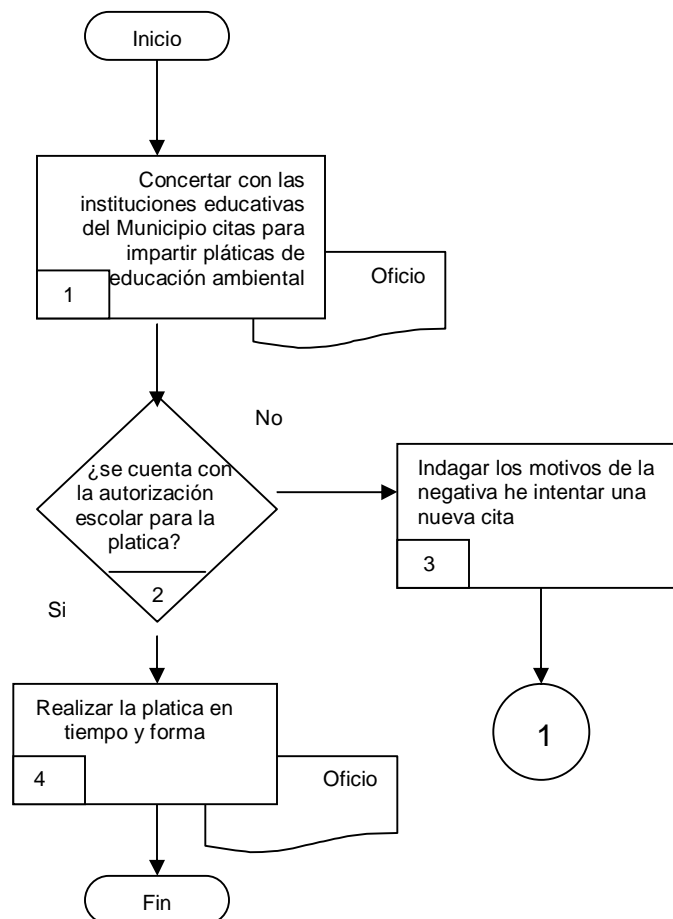 Inicio
Concertar con las
instituciones educativas
del Municipio citas para
impartir pláticas de
educación ambiental
1
Oficio
No
¿se cuenta con
la autorización
escolar para la
platica?
2
Si
Indagar los motivos de la
negativa he intentar una
nueva cita
3
1
Realizar la platica en
tiempo y forma
4
Oficio
Fin